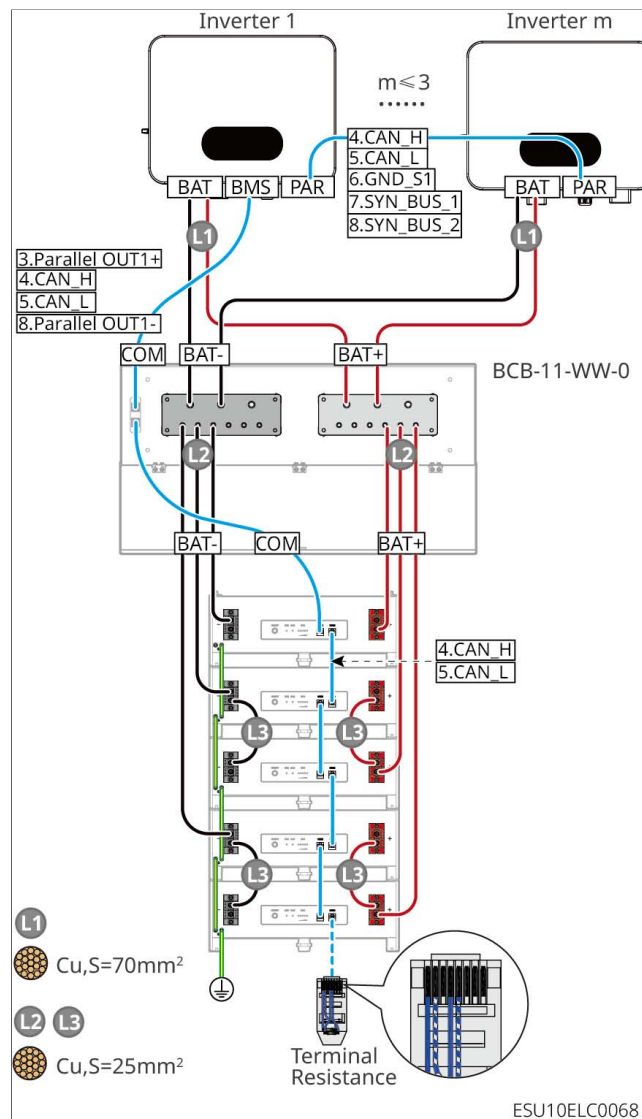 Inverter 1
Inverter m
m≤3
......
BAT
BMS
PAR
4.CAN_H
5.CAN_L
6.GND_S1
7.SYN_BUS_1
8.SYN_BUS_2
BAT
PAR
L1
L1
3.Parallel OUT1+
4.CAN_H
5.CAN_L
8.Parallel OUT1-
COM
BAT-
BAT+
BCB-11-WW-0
L2
L2
BAT-
COM
BAT+
4.CAN_H
5.CAN_L
L3
L3
L3
L3
L1
Cu,S=70mm²
L2 L3
Cu,S=25mm²
Terminal
Resistance
ESU10ELC0068